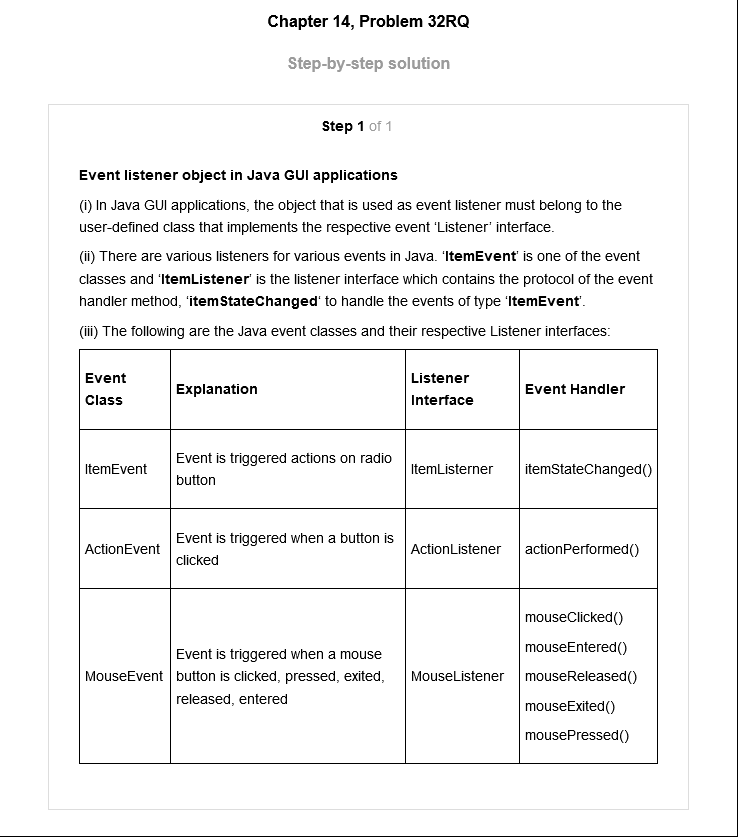 Chapter 14, Problem 32RQ
Step-by-step solution
Step 1 of 1
Event listener object in Java GUI applications
(i) In Java GUI applications, the object that is used as event listener must belong to the
user-defined class that implements the respective event ‘Listener’ interface.
(ii) There are various listeners for various events in Java. ‘ItemEvent’ is one of the event
classes and ‘ItemListener’ is the listener interface which contains the protocol of the event
handler method, ‘itemStateChanged‘ to handle the events of type ‘ItemEvent’.
(iii) The following are the Java event classes and their respective Listener interfaces:
Event
Class
Explanation
Listener
Interface
Event Handler
ItemEvent
Event is triggered actions on radio
button
ItemListerner
itemStateChanged()
ActionEvent
Event is triggered when a button is
clicked
ActionListener
actionPerformed()
MouseEvent
Event is triggered when a mouse
button is clicked, pressed, exited,
released, entered
MouseListener
mouseClicked()
mouseEntered()
mouseReleased()
mouseExited()
mousePressed()